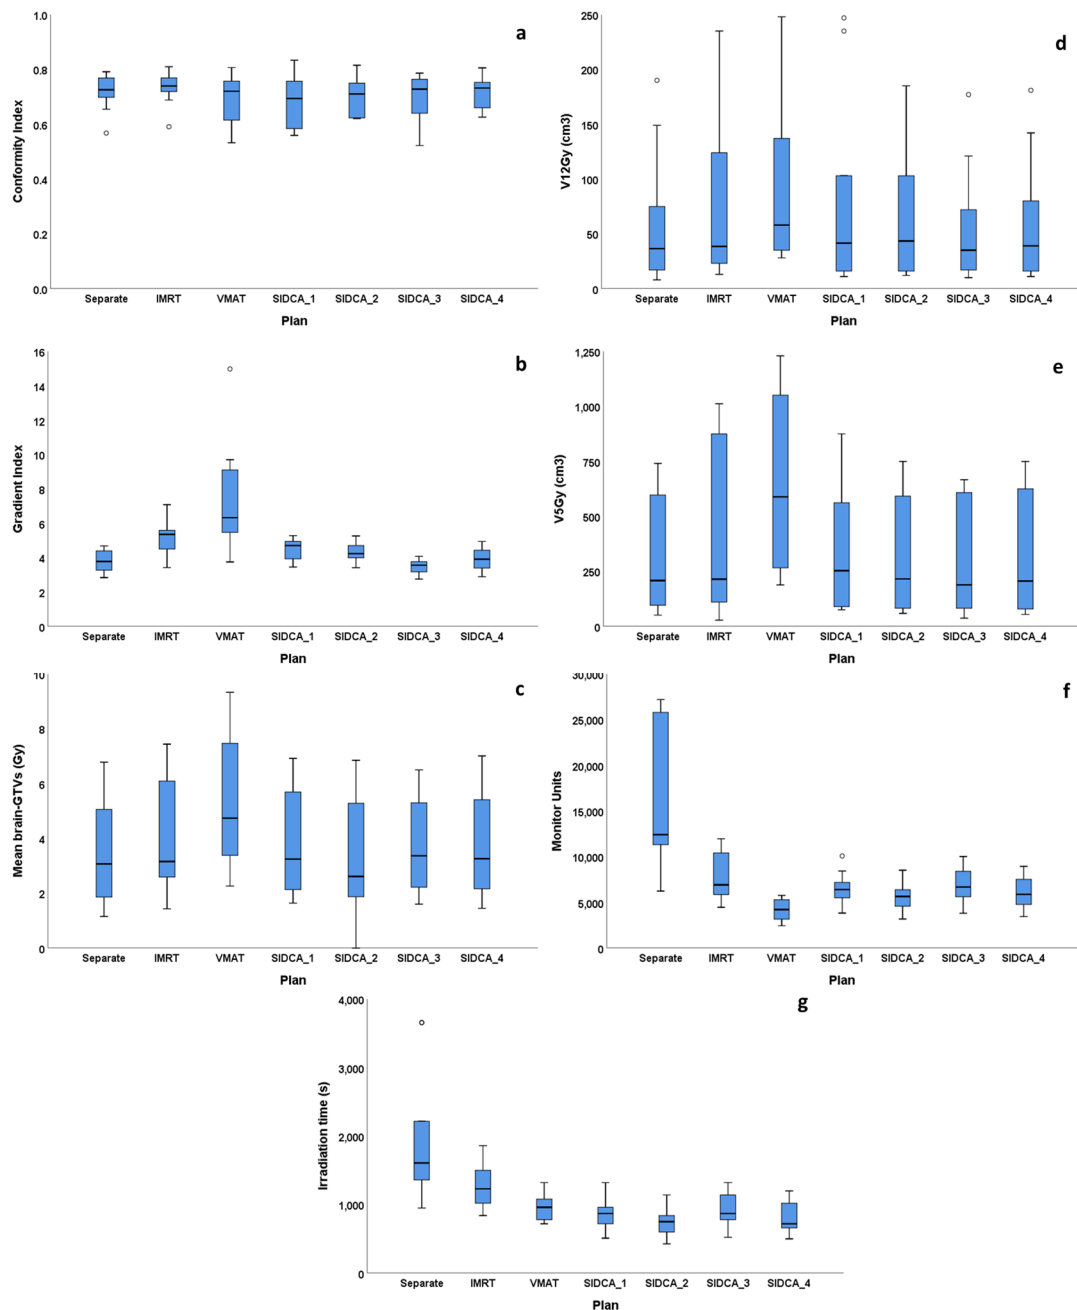 a
Conformity Index
1.0
0.8
0.6
0.4
0.2
0.0
Separate IMRT VMAT SIDCA_1 SIDCA_2 SIDCA_3 SIDCA_4
Plan
d
V12Gy (cm3)
250
200
150
100
50
0
Separate IMRT VMAT SIDCA_1 SIDCA_2 SIDCA_3 SIDCA_4
Plan
b
Gradient Index
16
14
12
10
8
6
4
2
0
Separate IMRT VMAT SIDCA_1 SIDCA_2 SIDCA_3 SIDCA_4
Plan
e
V5Gy (cm3)
1,250
1,000
750
500
250
0
Separate IMRT VMAT SIDCA_1 SIDCA_2 SIDCA_3 SIDCA_4
Plan
c
Mean brain-GTVs (Gy)
10
8
6
4
2
0
Separate IMRT VMAT SIDCA_1 SIDCA_2 SIDCA_3 SIDCA_4
Plan
f
Monitor Units
30,000
25,000
20,000
15,000
10,000
5,000
0
Separate IMRT VMAT SIDCA_1 SIDCA_2 SIDCA_3 SIDCA_4
Plan
g
Irradiation time (s)
4,000
3,000
2,000
1,000
0
Separate IMRT VMAT SIDCA_1 SIDCA_2 SIDCA_3 SIDCA_4
Plan